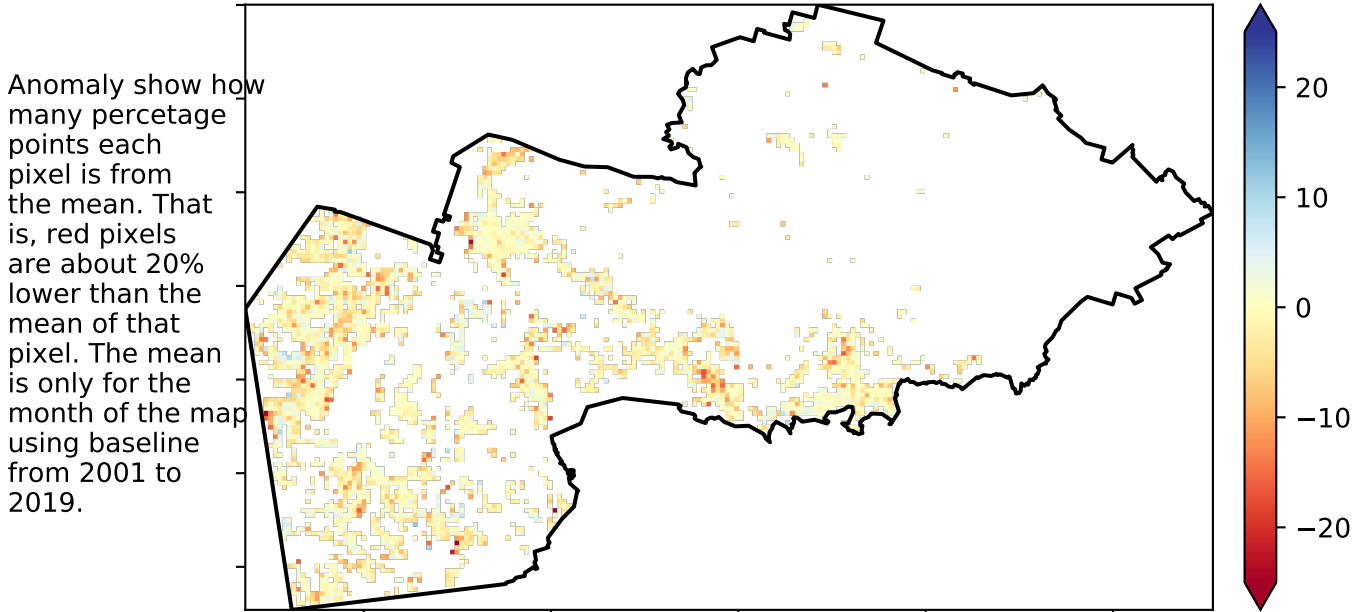 Anomaly show how
many percetage
points each
pixel is from
the mean. That
is, red pixels
are about 20%
lower than the
mean of that
pixel. The mean
is only for the
month of the map
using baseline
from 2001 to
2019.
20
10
0
−10
−20